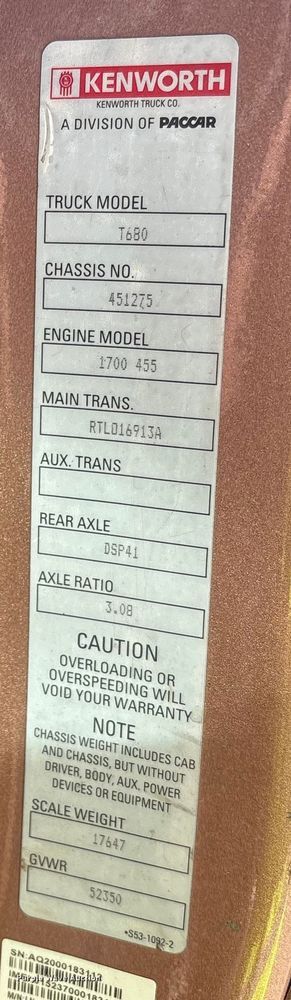 KENWORTH
KENWORTH TRUCK CO.
A DIVISION OF PACCAR
TRUCK MODEL
T680
CHASSIS NO.
451275
ENGINE MODEL
1700 455
MAIN TRANS.
RTLO16913A
AUX. TRANS
REAR AXLE
DSP41
AXLE RATIO
3.08
CAUTION
OVERLOADING OR
OVERSPEEDING WILL
VOID YOUR WARRANTY
NOTE
CHASSIS WEIGHT INCLUDES CAB
AND CHASSIS, BUT WITHOUT
DRIVER, BODY, AUX. POWER
DEVICES OR EQUIPMENT
SCALE WEIGHT
17647
GVWR
52350
*S53-1092-2